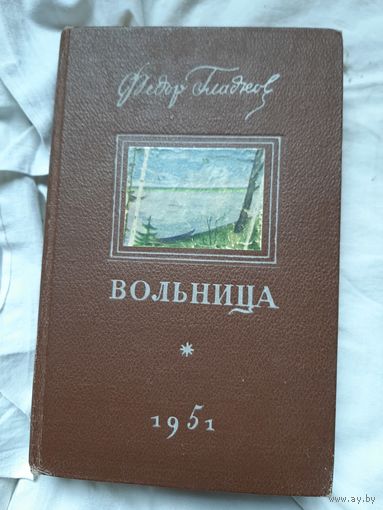 Федор Гладков
ВОЛЬНИЦА
*
1951
www.ay.by